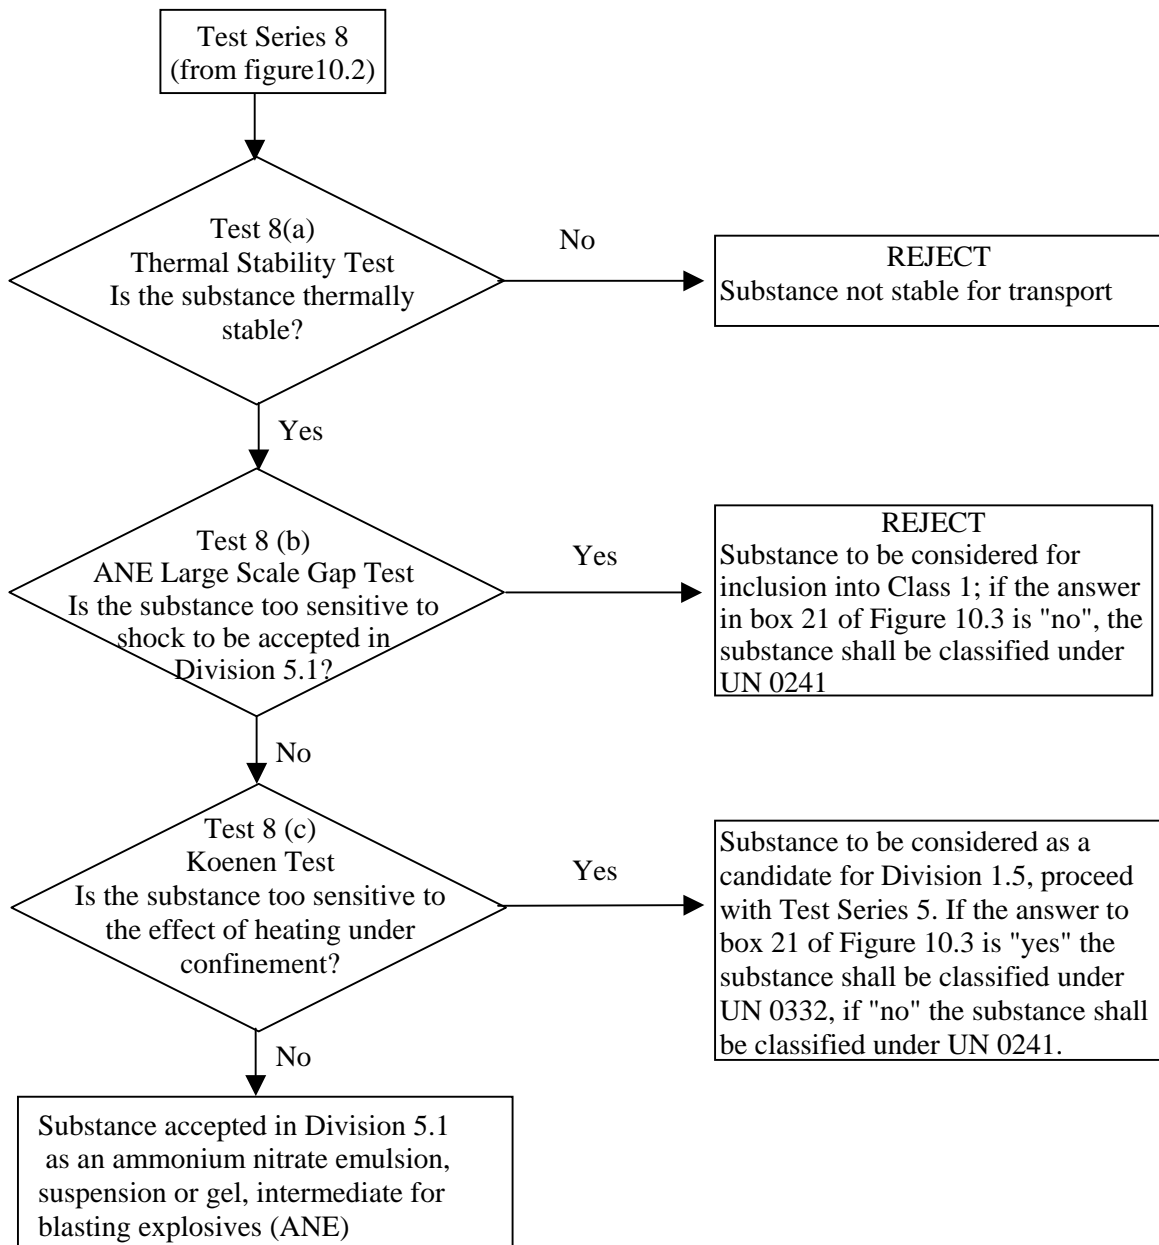 Test Series 8
(from figure10.2)
Test 8(a)
Thermal Stability Test
Is the substance thermally
stable?
No
REJECT
Substance not stable for transport
Yes
Test 8 (b)
ANE Large Scale Gap Test
Is the substance too sensitive to
shock to be accepted in
Division 5.1?
Yes
REJECT
Substance to be considered for
inclusion into Class 1; if the answer
in box 21 of Figure 10.3 is "no", the
substance shall be classified under
UN 0241
No
Test 8 (c)
Koenen Test
Is the substance too sensitive to
the effect of heating under
confinement?
Yes
Substance to be considered as a
candidate for Division 1.5, proceed
with Test Series 5. If the answer to
box 21 of Figure 10.3 is "yes" the
substance shall be classified under
UN 0332, if "no" the substance shall
be classified under UN 0241.
No
Substance accepted in Division 5.1
as an ammonium nitrate emulsion,
suspension or gel, intermediate for
blasting explosives (ANE)